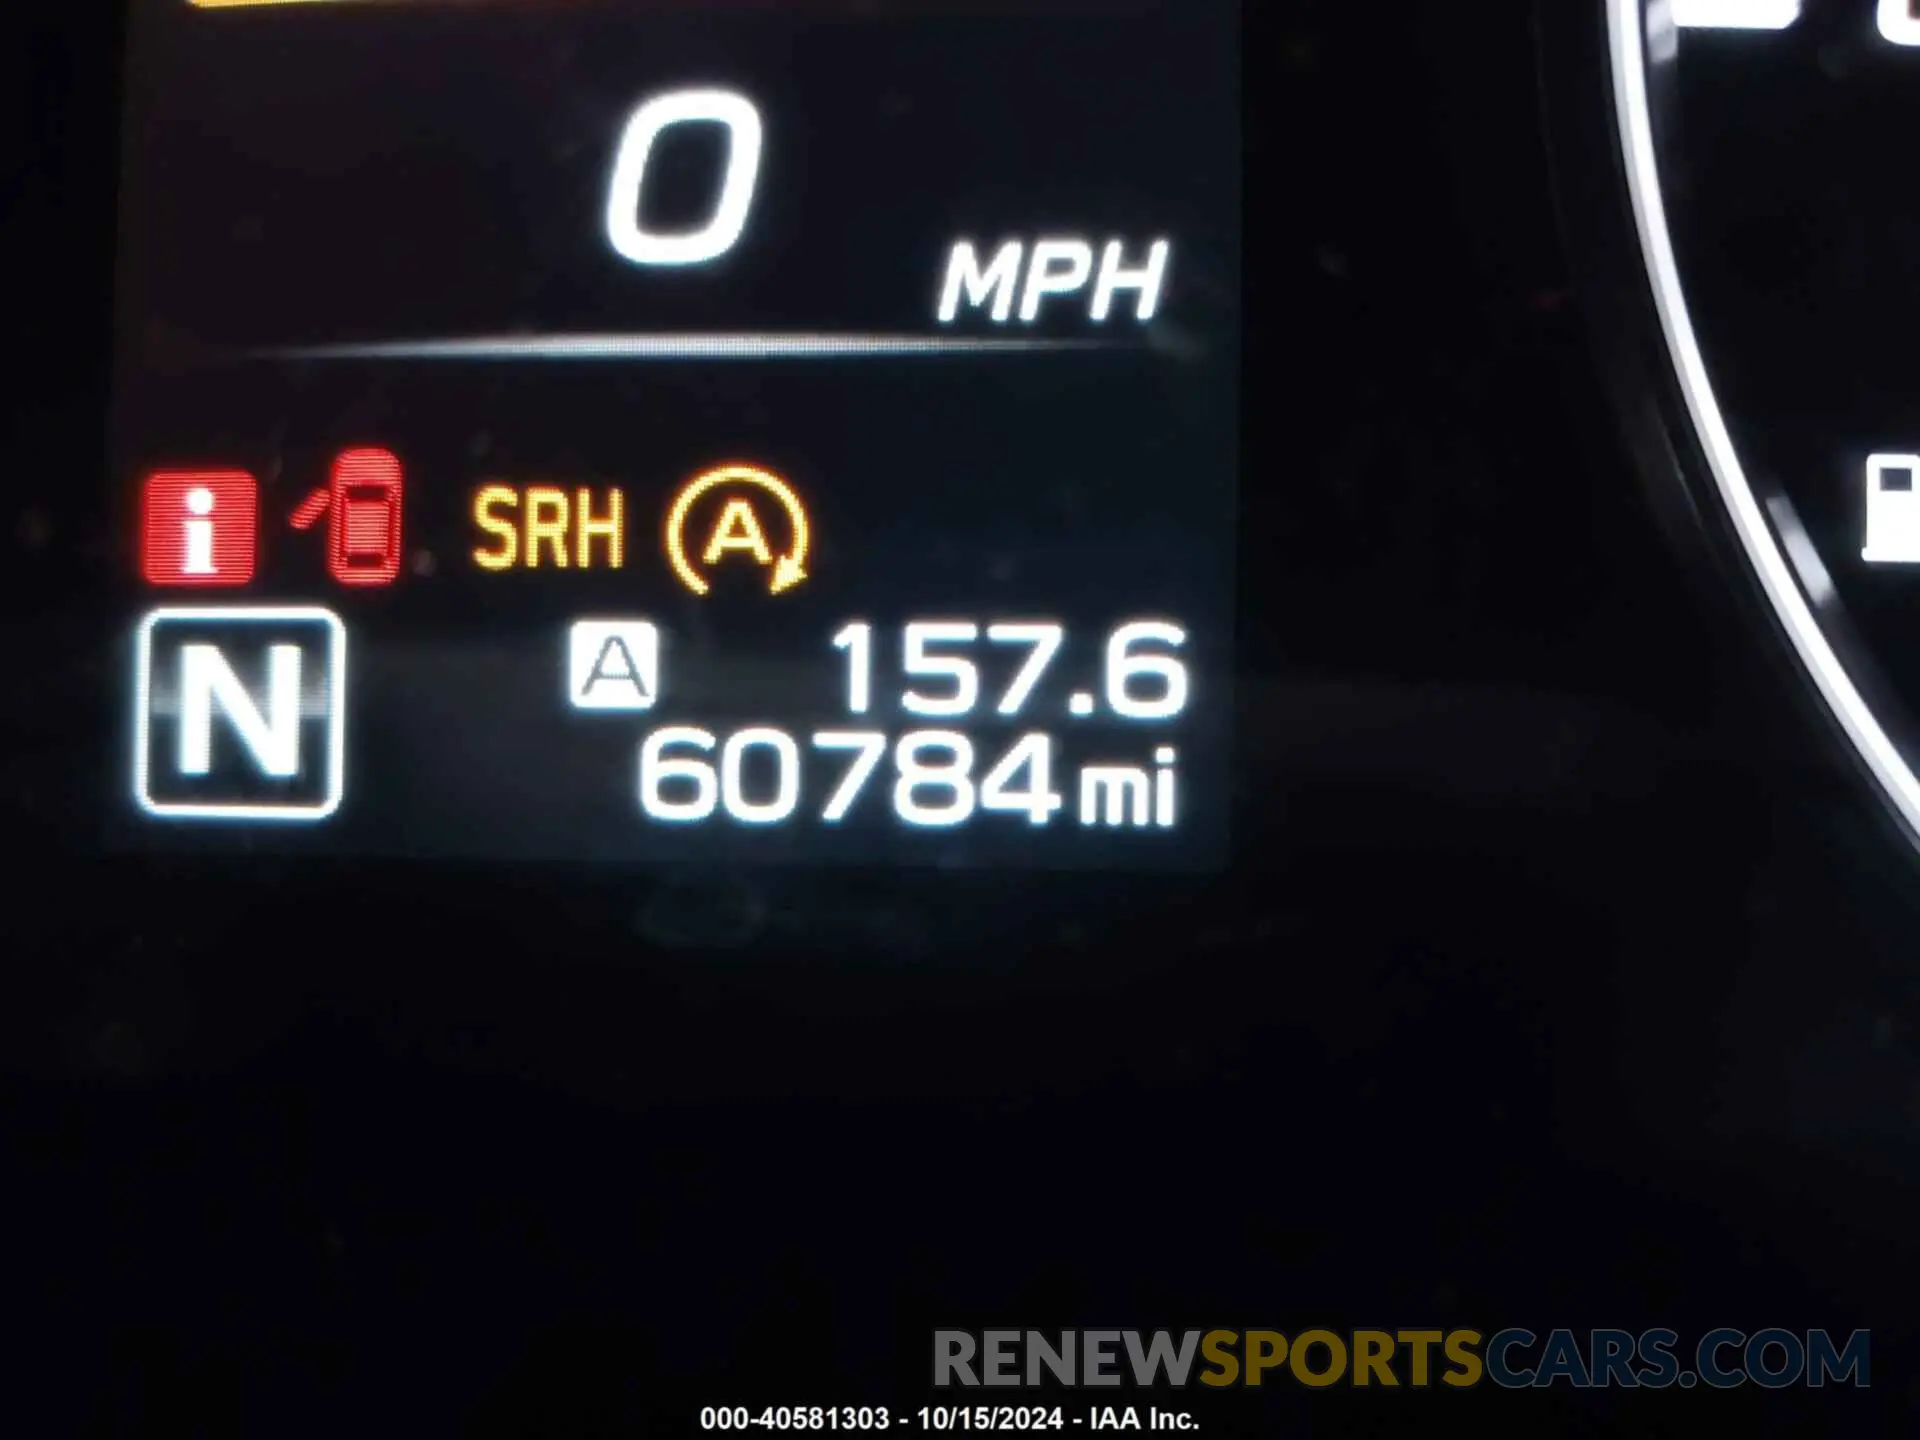 0
MPH
i
SRH A
N
A 157.6
60784 mi
RENEWSPORTSCARS.COM
000-40581303 - 10/15/2024 - IAA Inc.